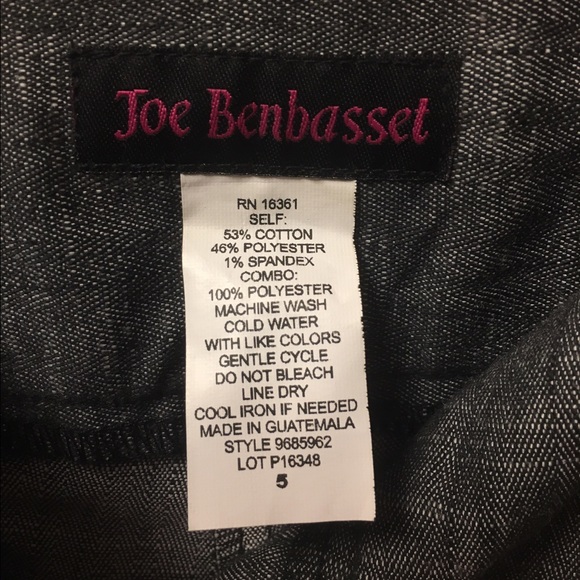 Joe Benbasset
RN 16361
SELF:
53% COTTON
46% POLYESTER
1% SPANDEX
COMBO:
100% POLYESTER
MACHINE WASH
COLD WATER
WITH LIKE COLORS
GENTLE CYCLE
DO NOT BLEACH
LINE DRY
COOL IRON IF NEEDED
MADE IN GUATEMALA
STYLE 9685962
LOT P16348
5